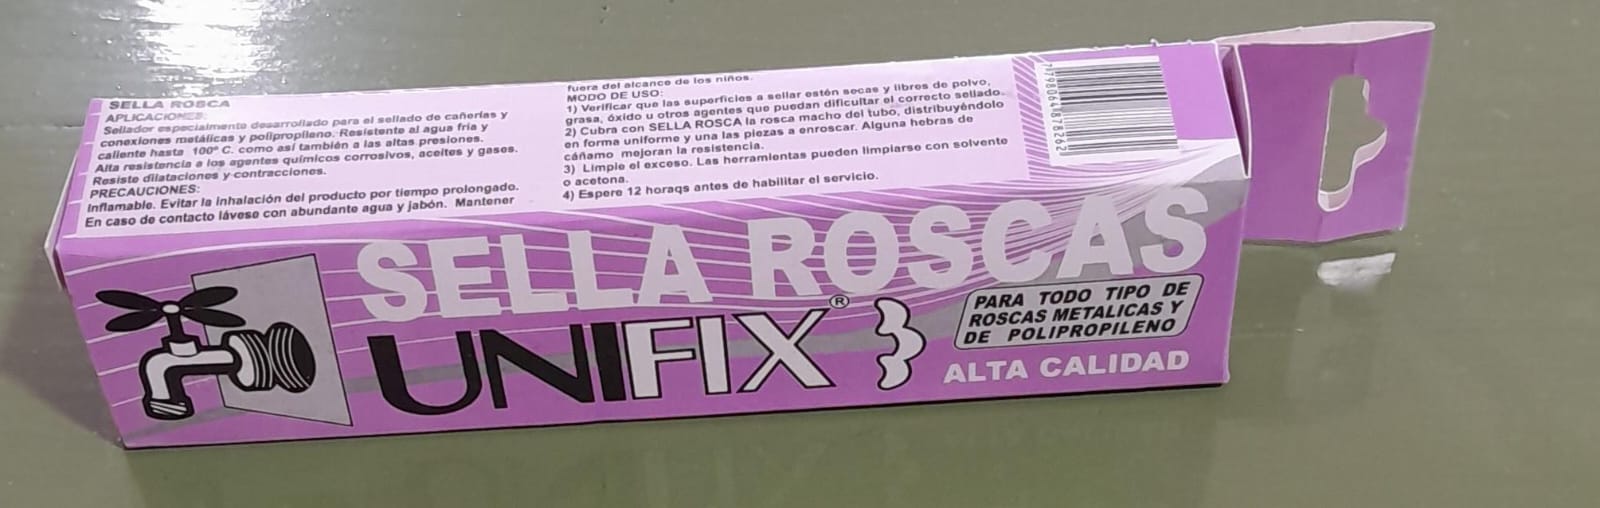 SELLA ROSCA
APLICACIONES:
Sellador especialmente desarrollado para el sellado de cañerías y
conexiones metálicas y polipropileno. Resistente al agua fria y
caliente hasta 100º C. como así también a las altas presiones.
Alta resistencia a los agentes químicos corrosivos, aceites y gases.
Resiste dilataciones y contracciones.
PRECAUCIONES:
Inflamable. Evitar la inhalación del producto por tiempo prolongado.
En caso de contacto lávese con abundante agua y jabón. Mantener
fuera del alcance de los niños.
MODO DE USO:
1) Verificar que las superficies a sellar estén secas y libres de polvo,
grasa, óxido u otros agentes que puedan dificultar el correcto sellado.
2) Cubra con SELLA ROSCA la rosca macho del tubo, distribuyéndolo
en forma uniforme y una las piezas a enroscar. Alguna hebras de
cáñamo mejoran la resistencia.
3) Limpie el exceso. Las herramientas pueden limpiarse con solvente
o acetona.
4) Espere 12 horaqs antes de habilitar el servicio.
7798064878262
SELLA ROSCAS
UNIFIX®
PARA TODO TIPO DE
ROSCAS METALICAS Y
DE POLIPROPILENO
ALTA CALIDAD